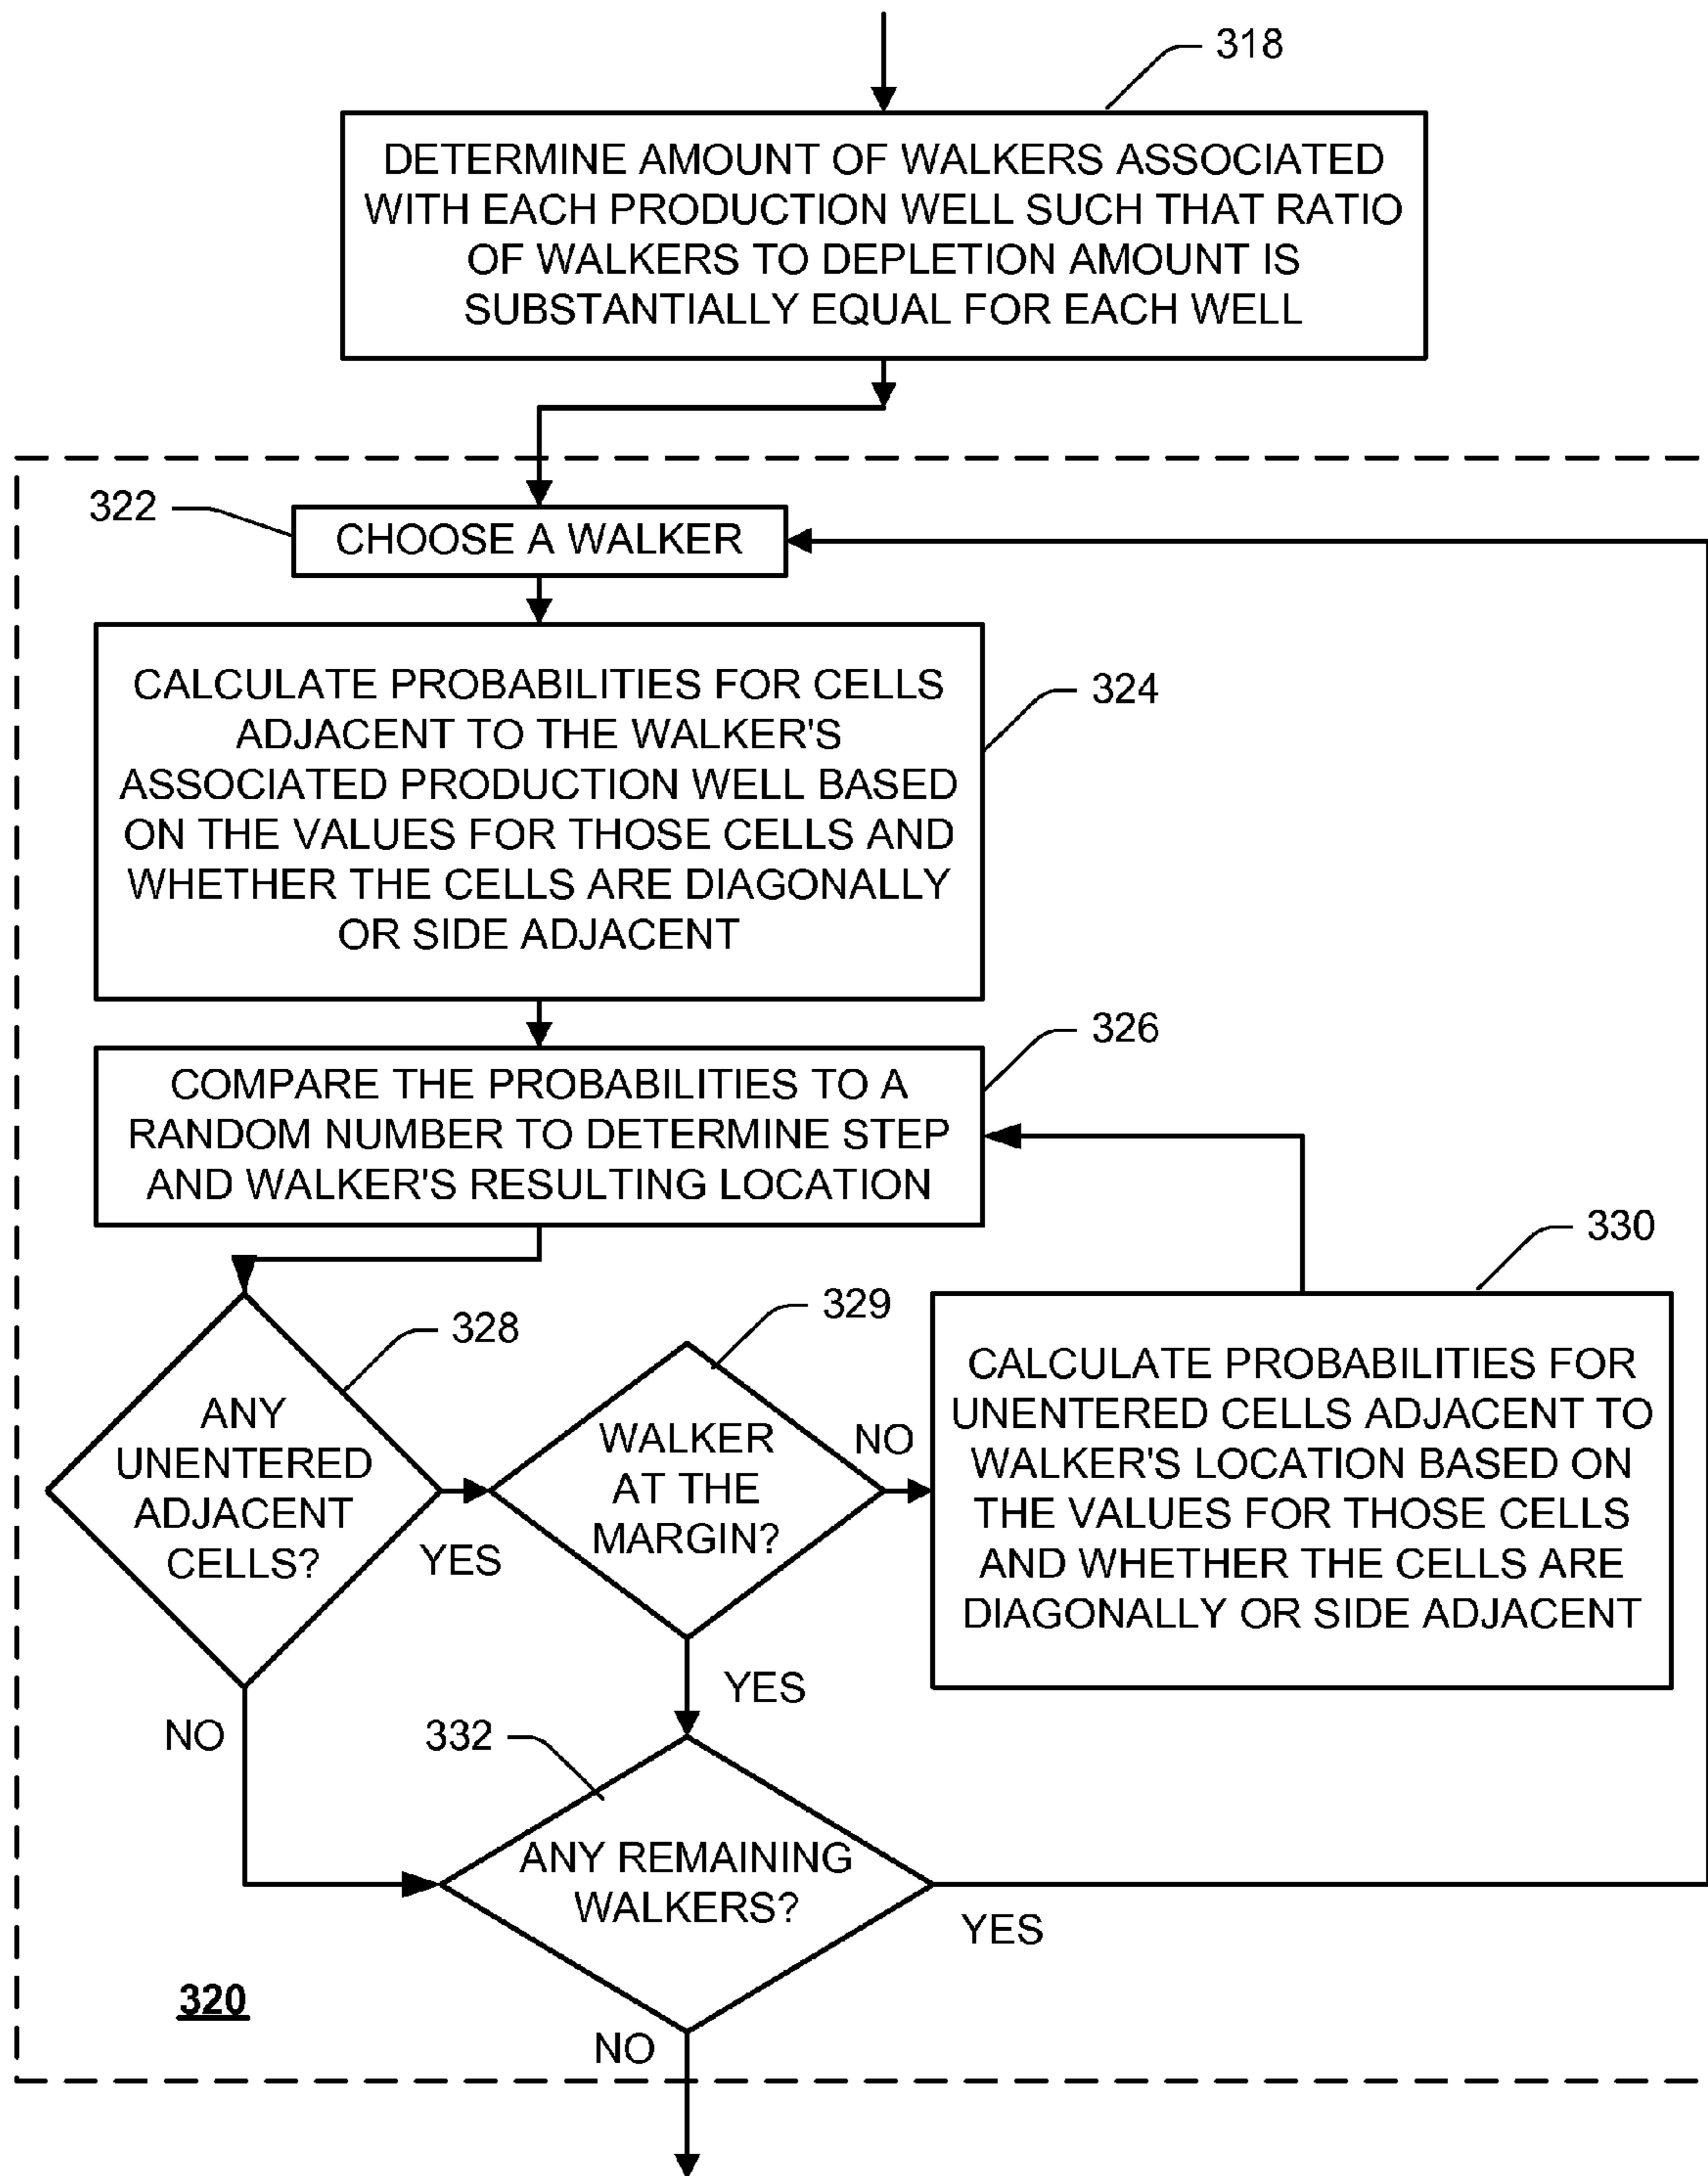 318
DETERMINE AMOUNT OF WALKERS ASSOCIATED
WITH EACH PRODUCTION WELL SUCH THAT RATIO
OF WALKERS TO DEPLETION AMOUNT IS
SUBSTANTIALLY EQUAL FOR EACH WELL
322
CHOOSE A WALKER
324
CALCULATE PROBABILITIES FOR CELLS
ADJACENT TO THE WALKER'S
ASSOCIATED PRODUCTION WELL BASED
ON THE VALUES FOR THOSE CELLS AND
WHETHER THE CELLS ARE DIAGONALLY
OR SIDE ADJACENT
326
COMPARE THE PROBABILITIES TO A
RANDOM NUMBER TO DETERMINE STEP
AND WALKER'S RESULTING LOCATION
328
ANY
UNENTERED
ADJACENT
CELLS?
YES
NO
329
WALKER
AT THE
MARGIN?
NO
YES
330
CALCULATE PROBABILITIES FOR
UNENTERED CELLS ADJACENT TO
WALKER'S LOCATION BASED ON
THE VALUES FOR THOSE CELLS
AND WHETHER THE CELLS ARE
DIAGONALLY OR SIDE ADJACENT
332
ANY REMAINING
WALKERS?
YES
NO
320